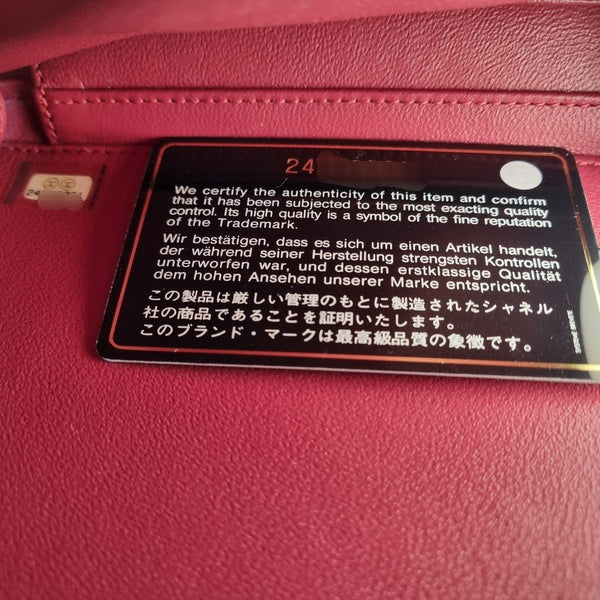 24
24
We certify the authenticity of this item and confirm
that it has been subjected to the most exacting quality
control. Its high quality is a symbol of the fine reputation
of the Trademark.
Wir bestätigen, dass es sich um einen Artikel handelt,
der während seiner Herstellung strengsten Kontrollen
unterworfen war, und dessen erstklassige Qualität
dem hohen Ansehen unserer Marke entspricht.
この製品は厳しい管理のもとに製造されたシャネル
社の商品であることを証明いたします。
このブランド・マークは最高級品質の象徴です。